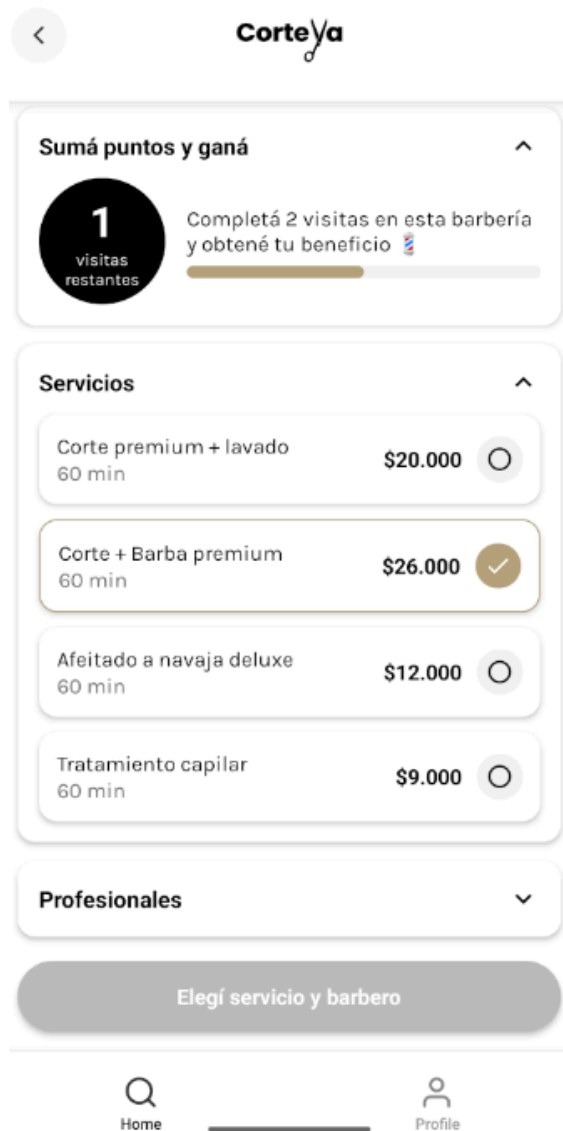 CorteYa
Sumá puntos y ganá
1
visitas
restantes
Completá 2 visitas en esta barbería
y obtené tu beneficio 💈
Servicios
Corte premium + lavado
60 min
$20.000
Corte + Barba premium
60 min
$26.000
Afeitado a navaja deluxe
60 min
$12.000
Tratamiento capilar
60 min
$9.000
Profesionales
Elegí servicio y barbero
Home
Profile